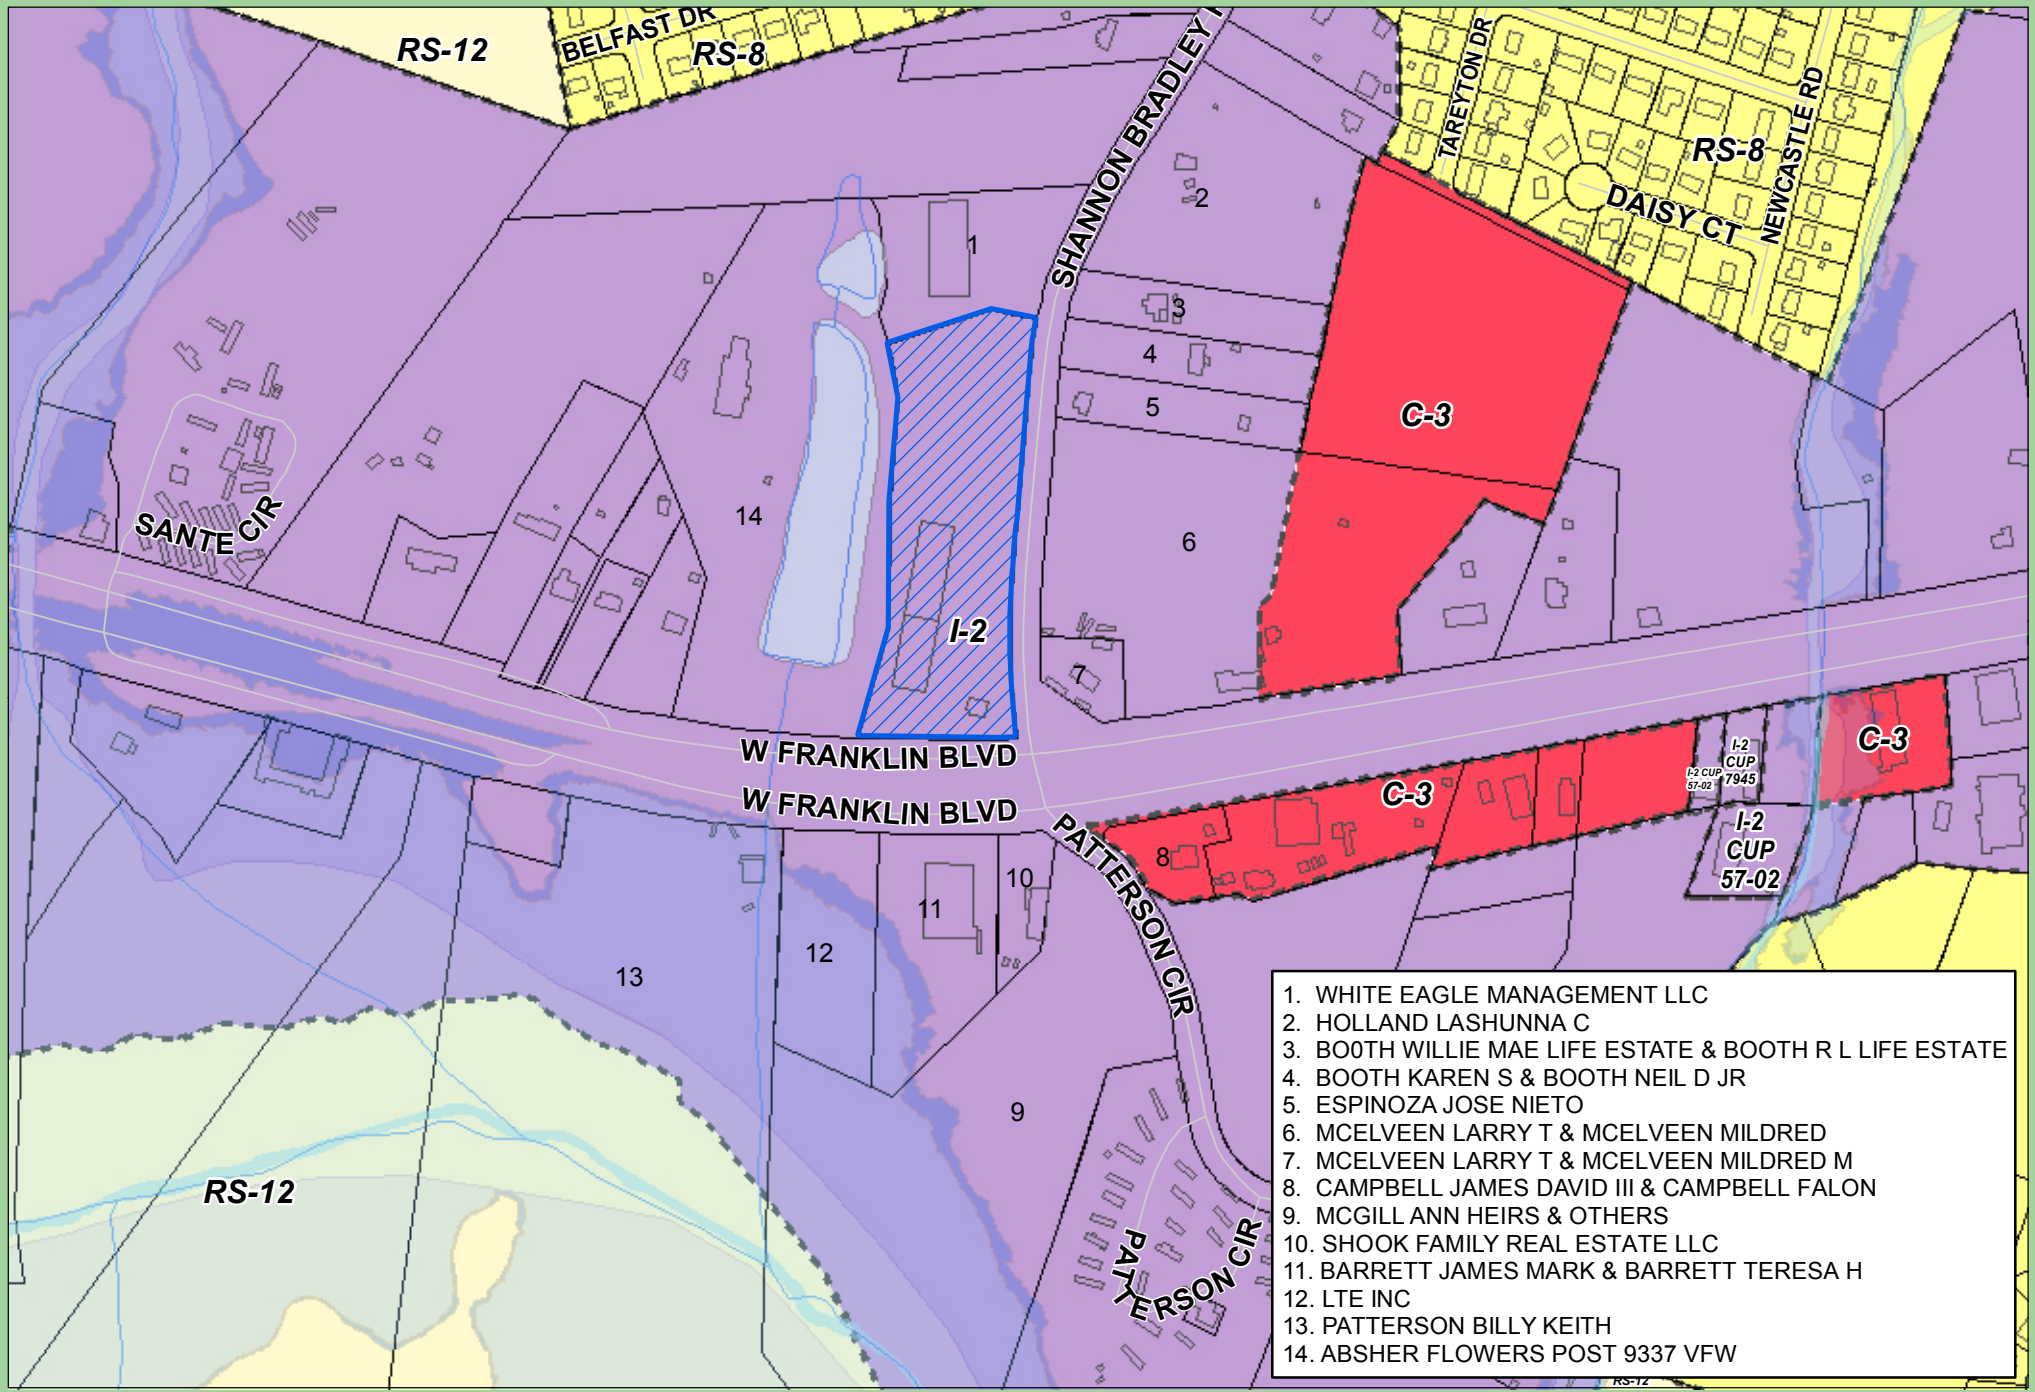 RS-12
BELFAST DR
RS-8
SHANNON BRADLEY
TAREYTON DR
NEWCASTLE RD
RS-8
DAISY CT
1
2
3
4
5
C-3
14
6
SANTE CIR
I-2
7
W FRANKLIN BLVD
W FRANKLIN BLVD
C-3
C-3
I-2 CUP
57-02
I-2
CUP
7945
I-2
CUP
57-02
PATTERSON CIR
8
10
11
12
13
9
RS-12
PATTERSON CIR
1. WHITE EAGLE MANAGEMENT LLC
2. HOLLAND LASHUNNA C
3. BO0TH WILLIE MAE LIFE ESTATE & BOOTH R L LIFE ESTATE
4. BOOTH KAREN S & BOOTH NEIL D JR
5. ESPINOZA JOSE NIETO
6. MCELVEEN LARRY T & MCELVEEN MILDRED
7. MCELVEEN LARRY T & MCELVEEN MILDRED M
8. CAMPBELL JAMES DAVID III & CAMPBELL FALON
9. MCGILL ANN HEIRS & OTHERS
10. SHOOK FAMILY REAL ESTATE LLC
11. BARRETT JAMES MARK & BARRETT TERESA H
12. LTE INC
13. PATTERSON BILLY KEITH
14. ABSHER FLOWERS POST 9337 VFW
RS-12